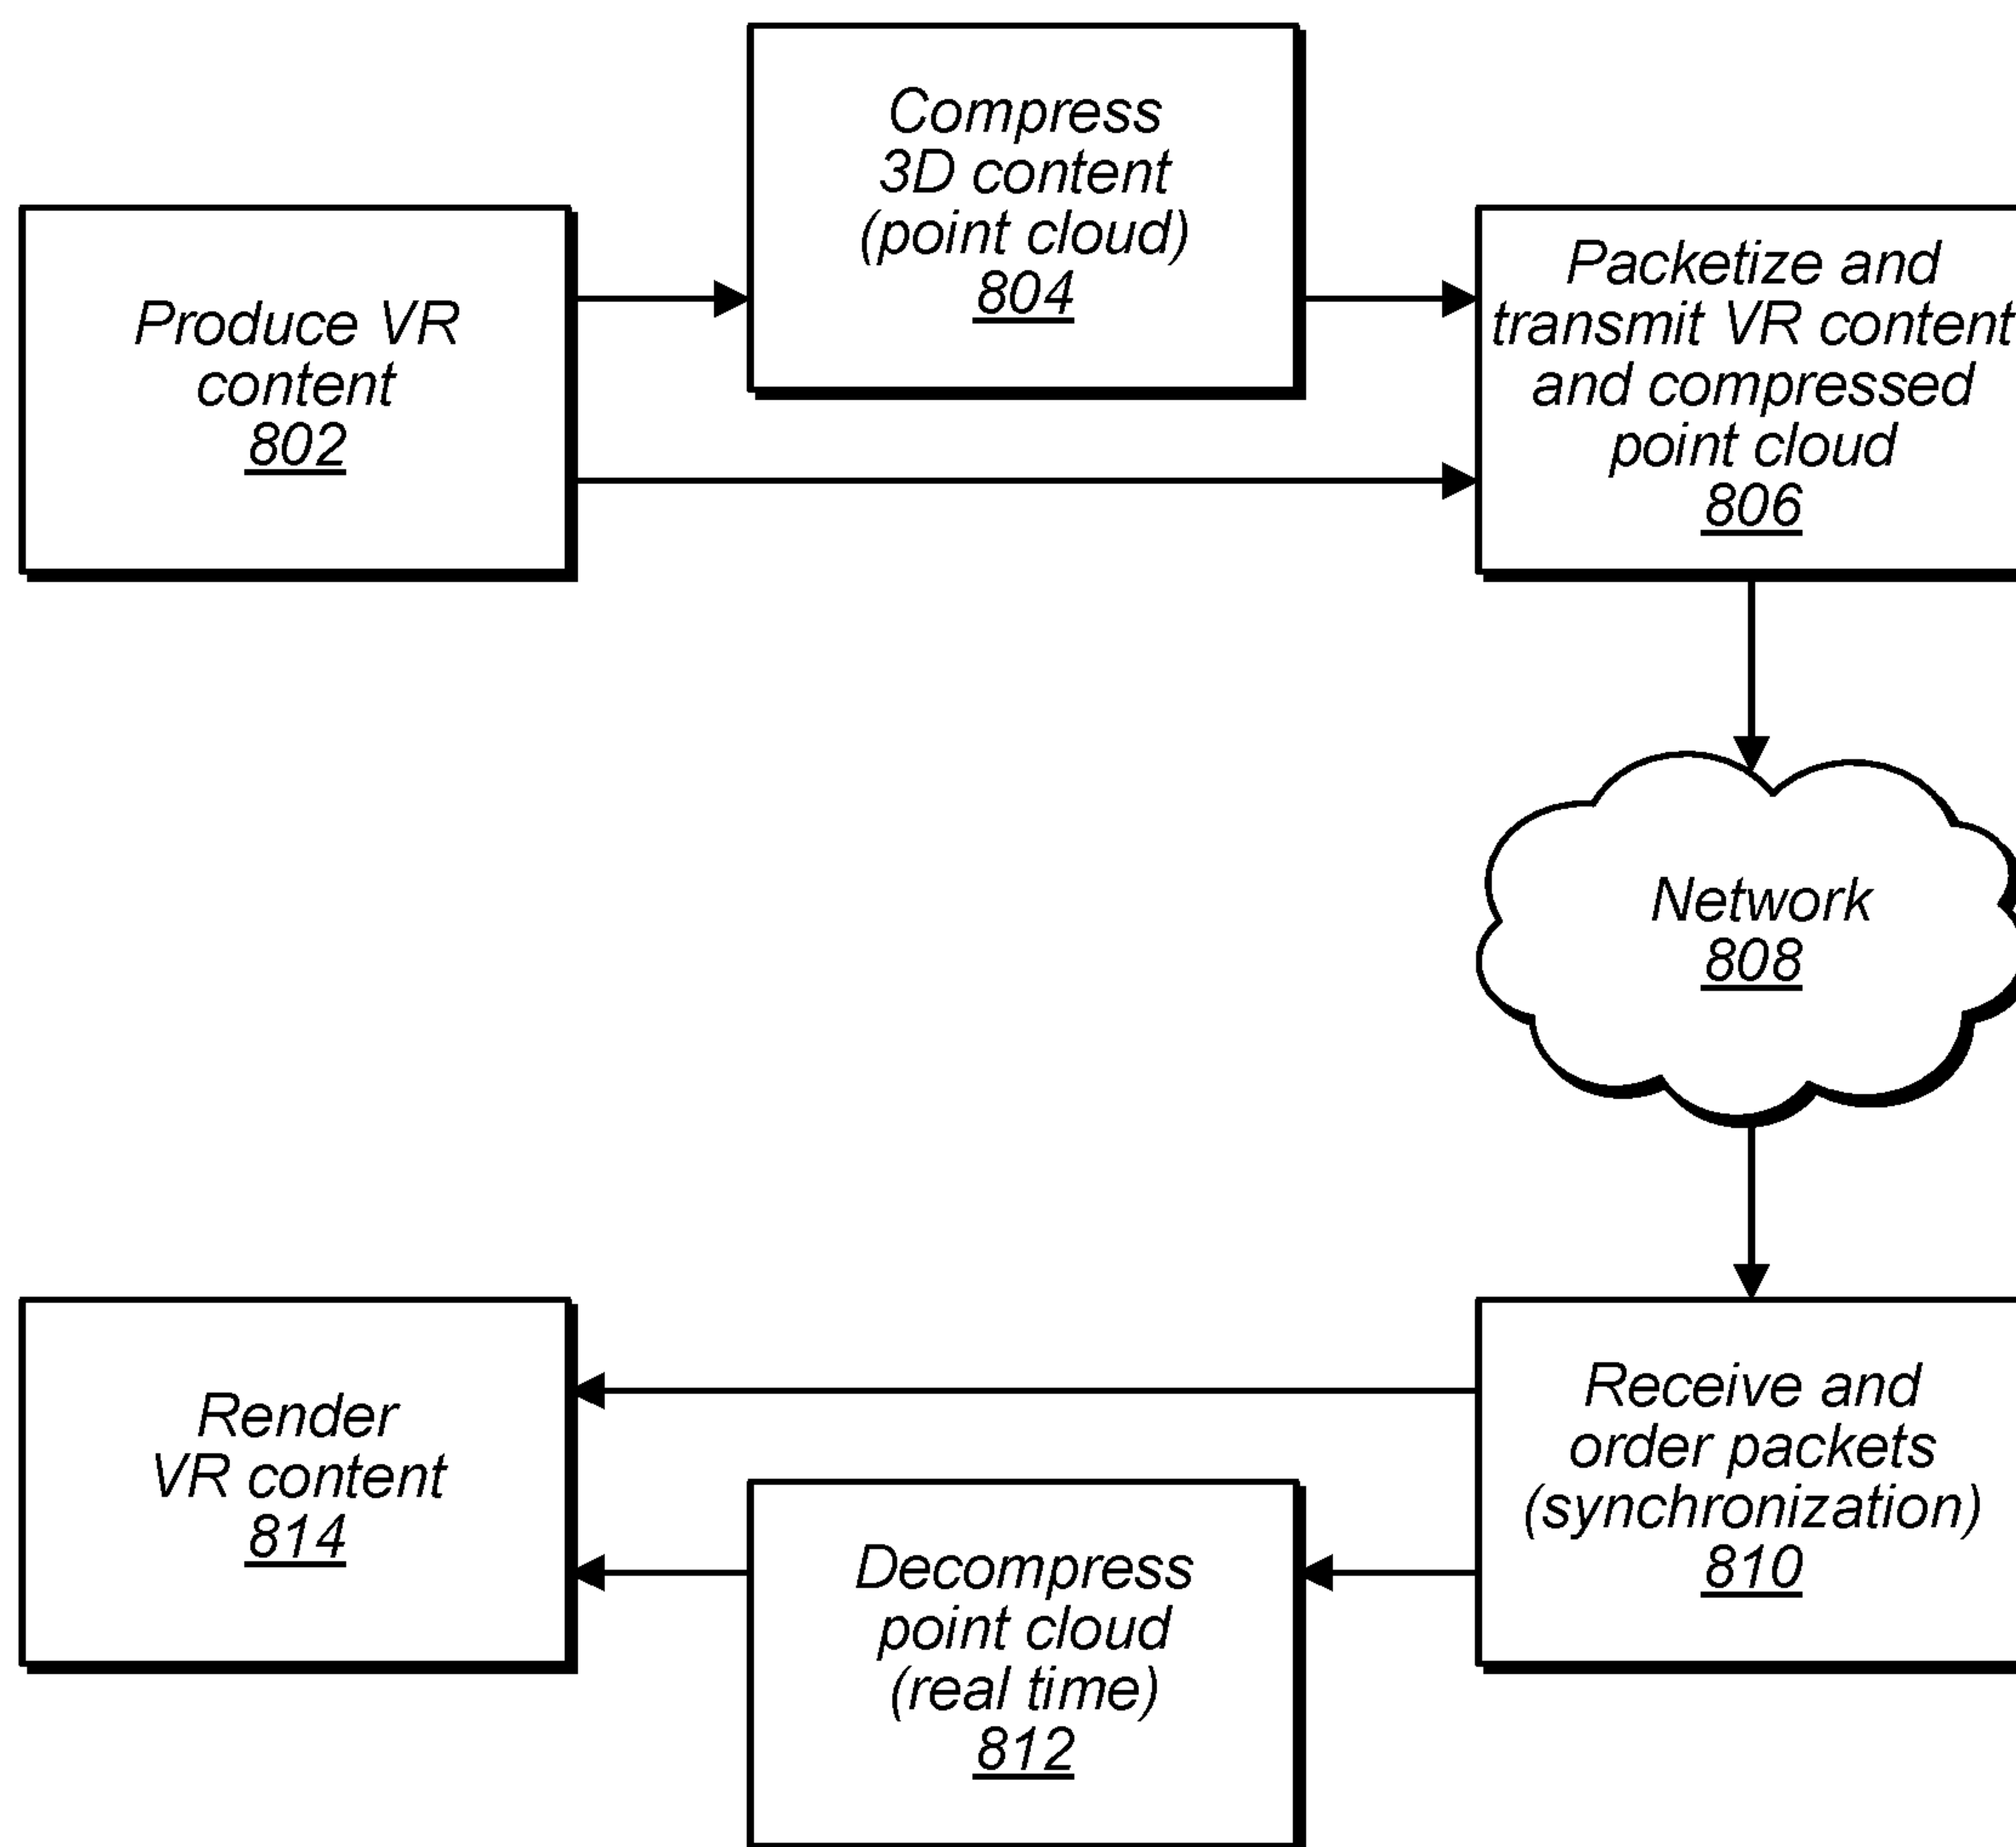 Compress
3D content
(point cloud)
804
Produce VR
content
802
Packetize and
transmit VR content
and compressed
point cloud
806
Network
808
Render
VR content
814
Decompress
point cloud
(real time)
812
Receive and
order packets
(synchronization)
810